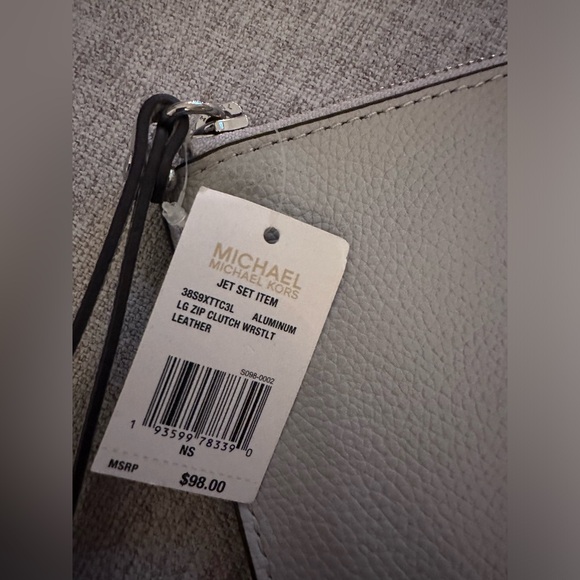 MICHAEL
MICHAEL KORS
JET SET ITEM
38S9XTTC3L ALUMINUM
LG ZIP CLUTCH WRSTLT
LEATHER
S098-0002
1 93599 78339 0
NS
MSRP $98.00